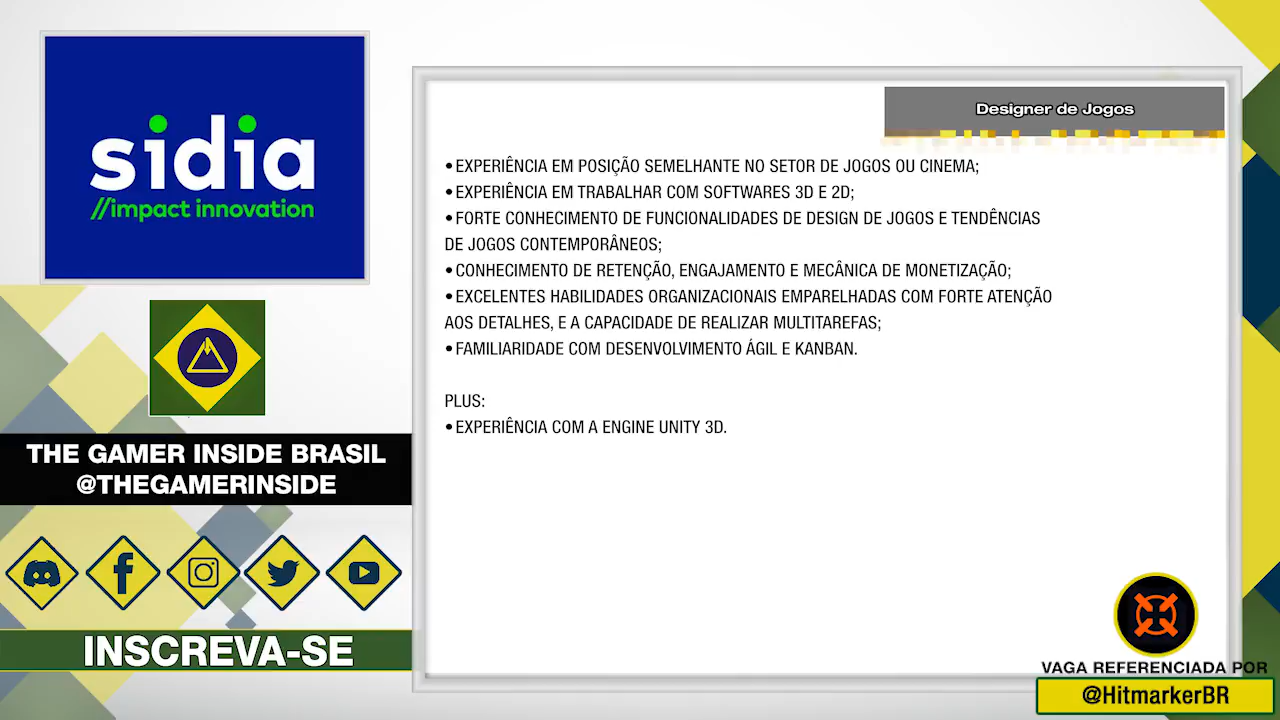 sidia
//impact innovation
THE GAMER INSIDE BRASIL
@THEGAMERINSIDE
INSCREVA-SE
Designer de Jogos
•EXPERIÊNCIA EM POSIÇÃO SEMELHANTE NO SETOR DE JOGOS OU CINEMA;
•EXPERIÊNCIA EM TRABALHAR COM SOFTWARES 3D E 2D;
•FORTE CONHECIMENTO DE FUNCIONALIDADES DE DESIGN DE JOGOS E TENDÊNCIAS
DE JOGOS CONTEMPORÂNEOS;
•CONHECIMENTO DE RETENÇÃO, ENGAJAMENTO E MECÂNICA DE MONETIZAÇÃO;
•EXCELENTES HABILIDADES ORGANIZACIONAIS EMPARELHADAS COM FORTE ATENÇÃO
AOS DETALHES, E A CAPACIDADE DE REALIZAR MULTITAREFAS;
•FAMILIARIDADE COM DESENVOLVIMENTO ÁGIL E KANBAN.
PLUS:
•EXPERIÊNCIA COM A ENGINE UNITY 3D.
VAGA REFERENCIADA POR
@HitmarkerBR